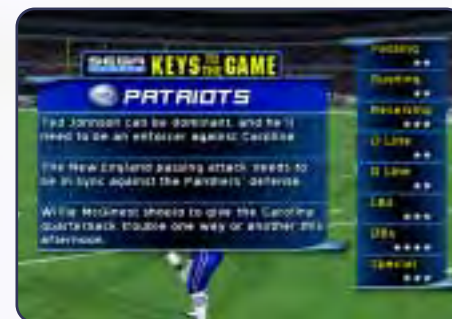 SEGA SPORTS KEYS TO THE GAME
PATRIOTS
Ted Johnson can be dominant, and he'll
need to be an enforcer against Carolina.
The New England passing attack needs to
be in sync against the Panthers' defense.
Willie McGinest should to give the Carolina
quarterback trouble one way or another this
afternoon.
Passing
**
Rushing
**
Receiving
***
O Line
**
D Line
***
LBs
***
DBs
****
Special
***